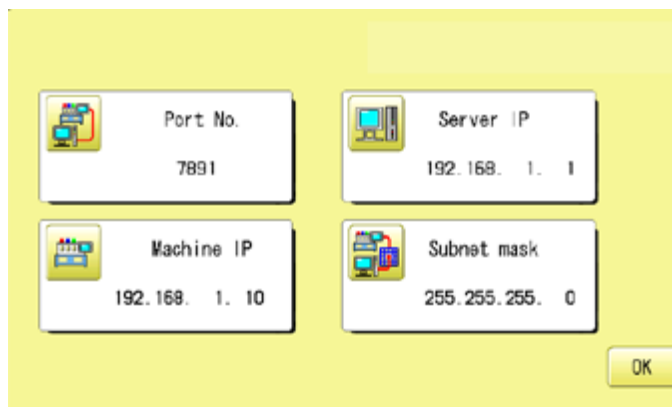 Port No.
7891
Server IP
192.168. 1. 1
Machine IP
192.168. 1. 10
Subnet mask
255.255.255. 0
OK